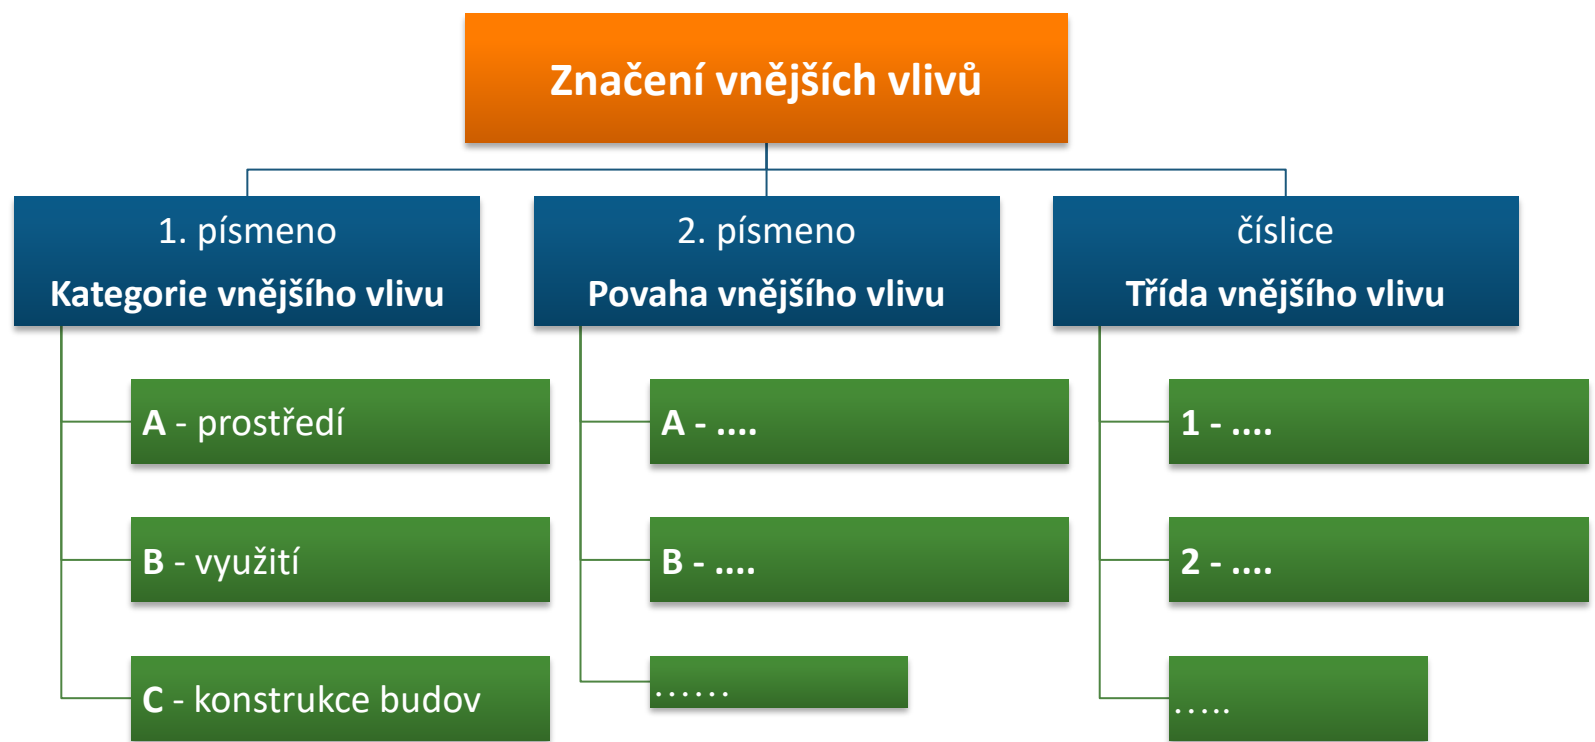 Značení vnějších vlivů
1. písmeno
Kategorie vnějšího vlivu
A - prostředí
B - využití
C - konstrukce budov
2. písmeno
Povaha vnějšího vlivu
A - ....
B - ....
......
číslice
Třída vnějšího vlivu
1 - ....
2 - ....
.....